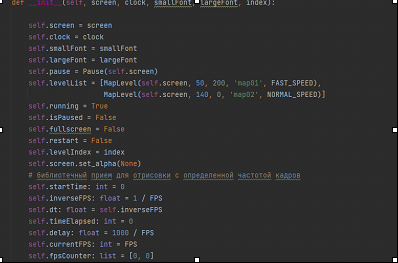 def __init__(self, screen, clock, smallFont, largeFont, index):
self.screen = screen
self.clock = clock
self.smallFont = smallFont
self.largeFont = largeFont
self.pause = Pause(self.screen)
self.levelList = [MapLevel(self.screen, 50, 200, 'map01', FAST_SPEED),
MapLevel(self.screen, 140, 0, 'map02', NORMAL_SPEED)]
self.running = True
self.isPaused = False
self.fullscreen = False
self.restart = False
self.levelIndex = index
self.screen.set_alpha(None)
# библиотечный прием для отрисовки с определенной частотой кадров
self.startTime: int = 0
self.inverseFPS: float = 1 / FPS
self.dt: float = self.inverseFPS
self.timeElapsed: int = 0
self.delay: float = 1000 / FPS
self.currentFPS: int = FPS
self.fpsCounter: list = [0, 0]